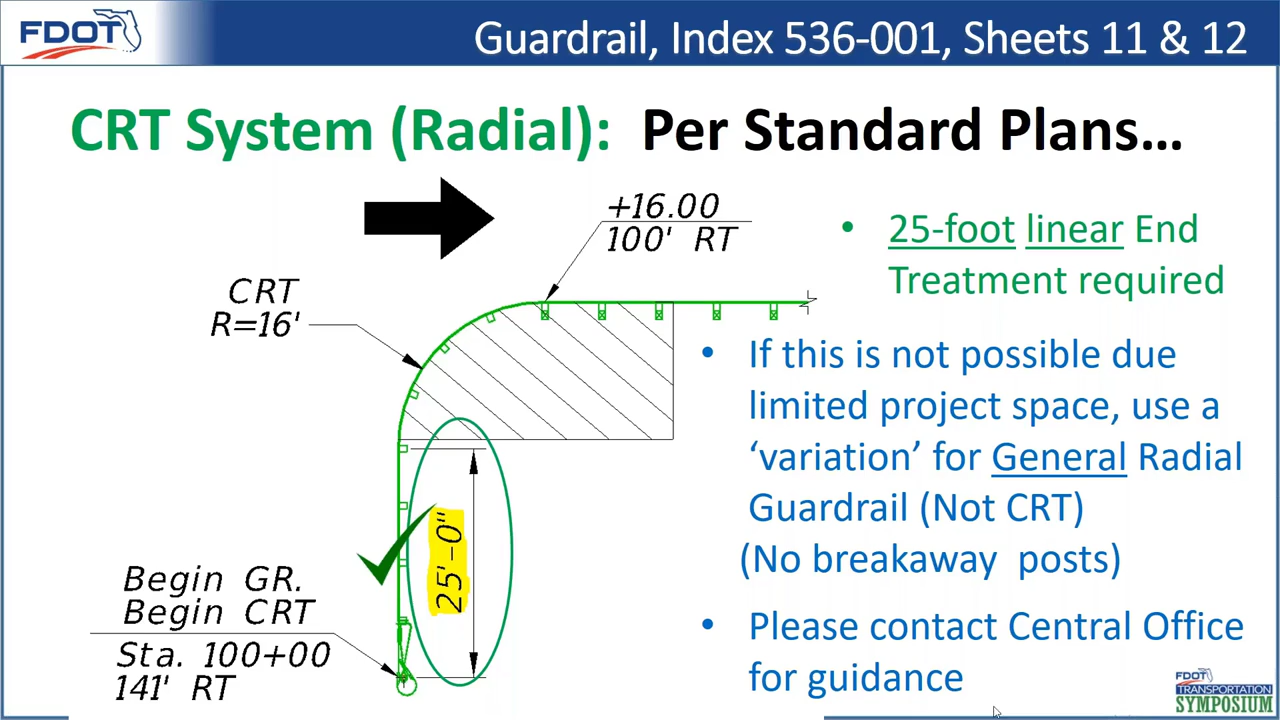 FDOT
Guardrail, Index 536-001, Sheets 11 & 12
CRT System (Radial): Per Standard Plans...
+16.00
100' RT
CRT
R=16'
25'-0"
Begin GR.
Begin CRT
Sta. 100+00
141' RT
• 25-foot linear End
Treatment required
• If this is not possible due
limited project space, use a
‘variation’ for General Radial
Guardrail (Not CRT)
(No breakaway posts)
• Please contact Central Office
for guidance
FDOT
TRANSPORTATION
SYMPOSIUM